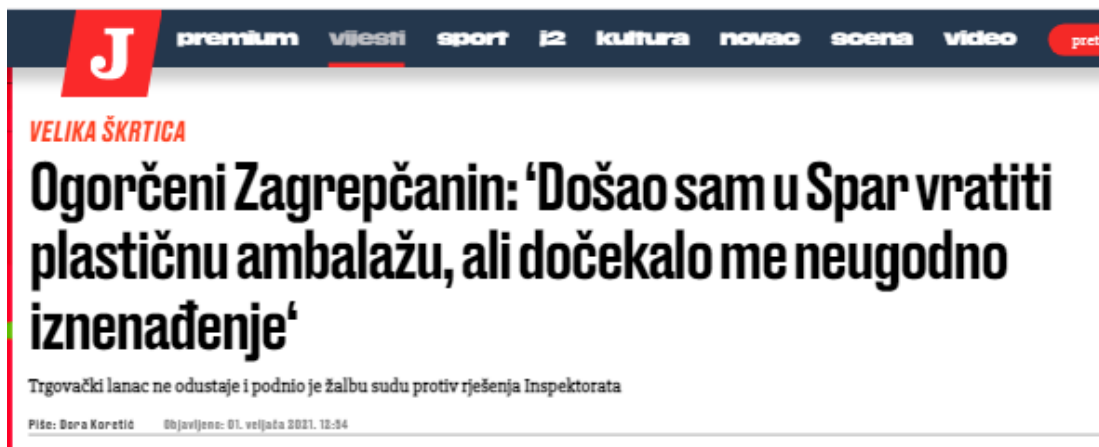 J
premium vijesti sport j2 kultura novac scena video pret
VELIKA ŠKRTICA
Ogorčeni Zagrepčanin: ‘Došao sam u Spar vratiti
plastičnu ambalažu, ali dočekalo me neugodno
iznenađenje‘
Trgovački lanac ne odustaje i podnio je žalbu sudu protiv rješenja Inspektorata
Piše: Dora Koretić Objavljeno: 01. veljača 2021. 12:54